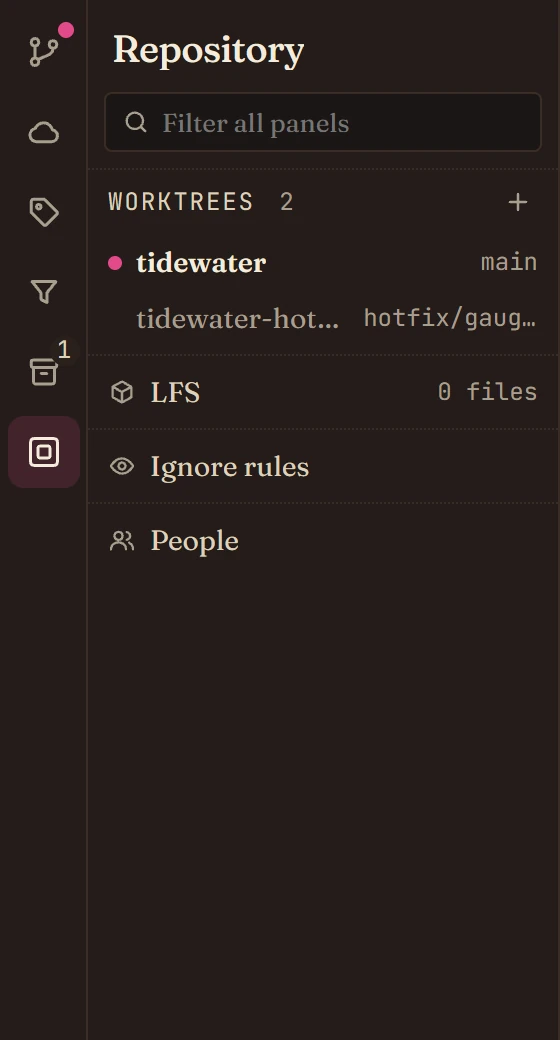 Repository
Filter all panels
WORKTREES 2
tidewater main
tidewater-hot… hotfix/gaug…
1
LFS 0 files
Ignore rules
People